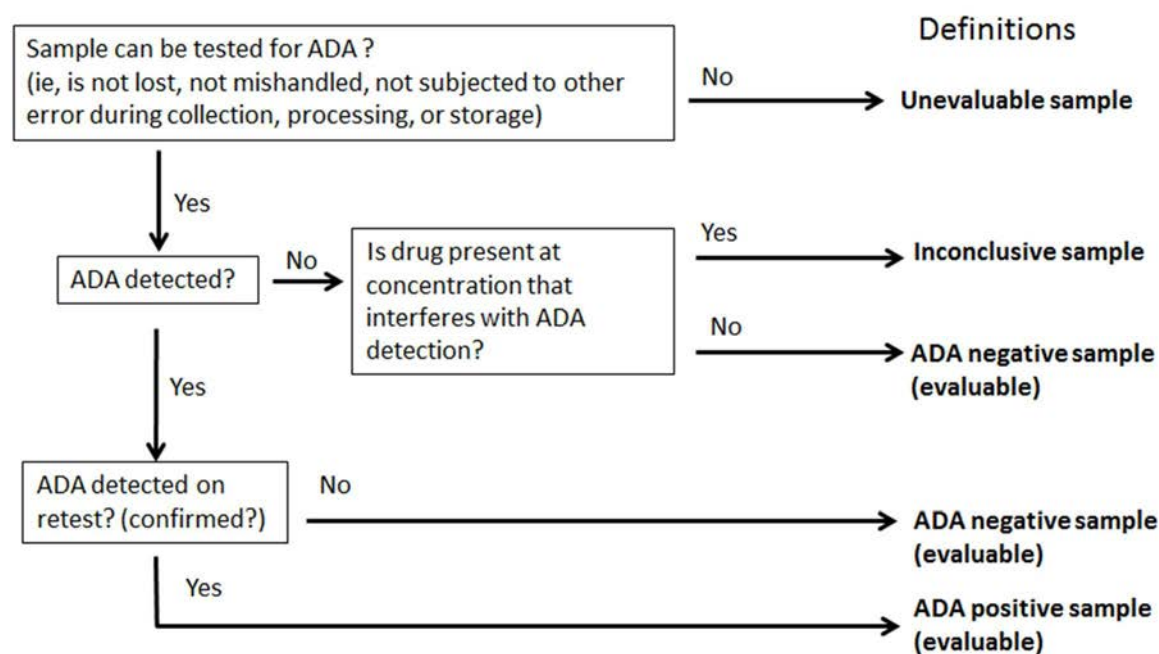 Definitions
Sample can be tested for ADA ?
(ie, is not lost, not mishandled, not subjected to other
error during collection, processing, or storage)
No
Unevaluable sample
Yes
ADA detected?
No
Is drug present at
concentration that
interferes with ADA
detection?
Yes
Inconclusive sample
No
ADA negative sample
(evaluable)
Yes
ADA detected on
retest? (confirmed?)
No
ADA negative sample
(evaluable)
Yes
ADA positive sample
(evaluable)